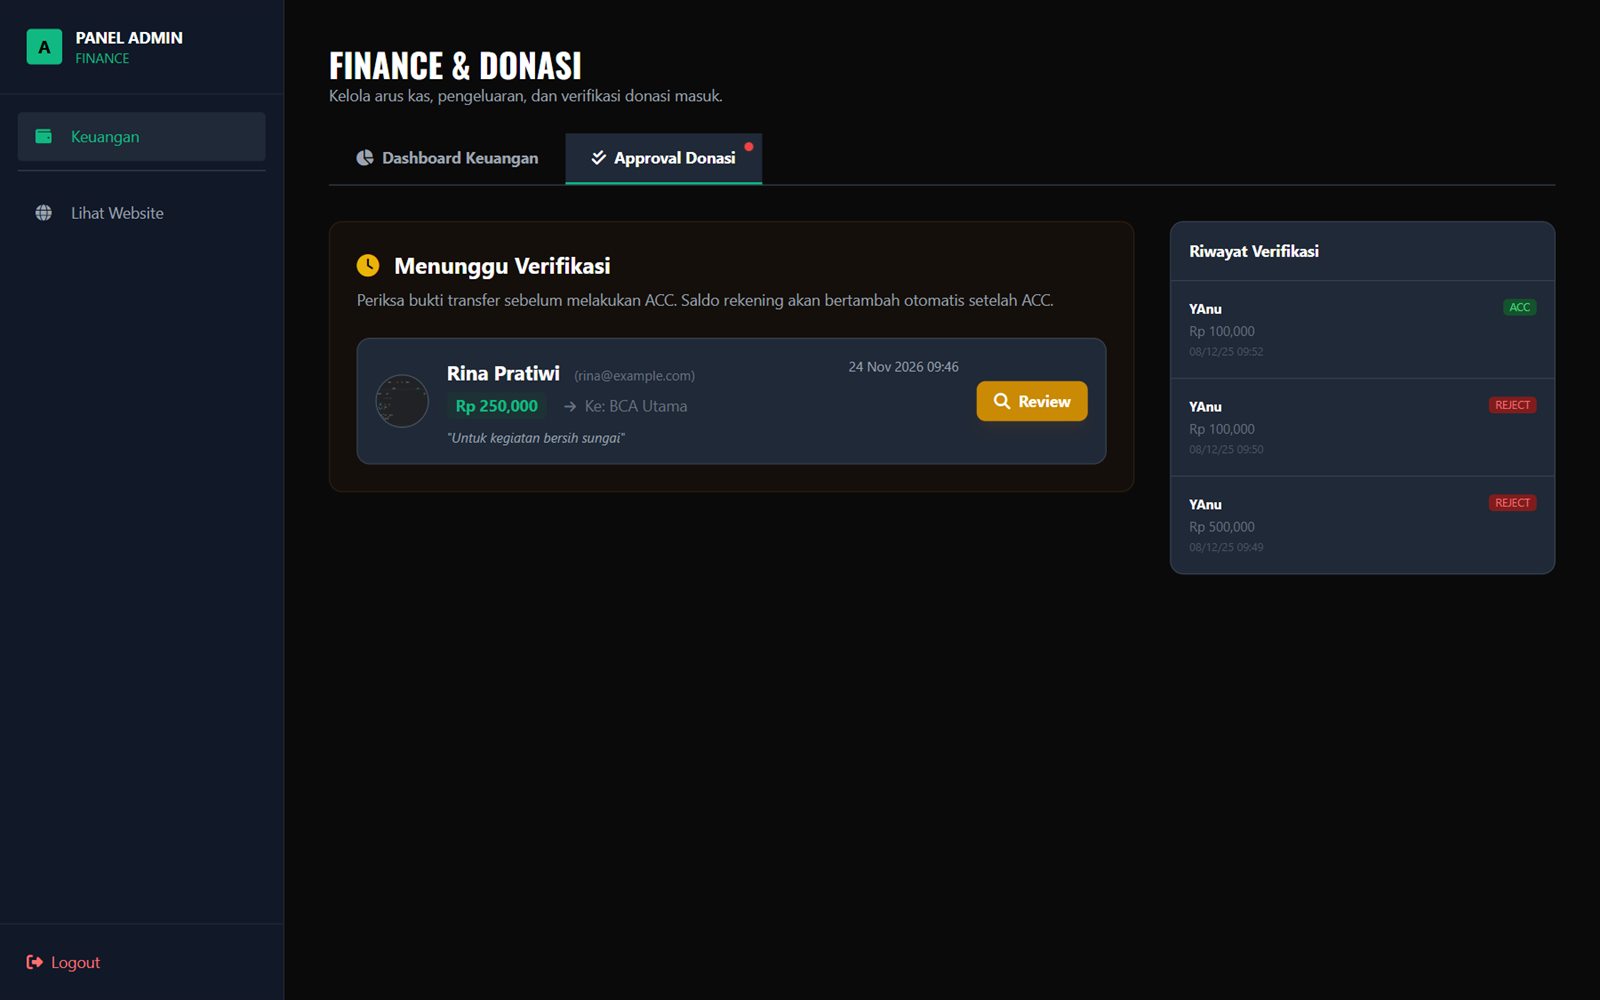 A
PANEL ADMIN
FINANCE
Keuangan
Lihat Website
Logout
FINANCE & DONASI
Kelola arus kas, pengeluaran, dan verifikasi donasi masuk.
Dashboard Keuangan
Approval Donasi
Menunggu Verifikasi
Periksa bukti transfer sebelum melakukan ACC. Saldo rekening akan bertambah otomatis setelah ACC.
Rina Pratiwi (rina@example.com)
24 Nov 2026 09:46
Rp 250,000 → Ke: BCA Utama
"Untuk kegiatan bersih sungai"
Review
Riwayat Verifikasi
YAnu ACC
Rp 100,000
08/12/25 09:52
YAnu REJECT
Rp 100,000
08/12/25 09:50
YAnu REJECT
Rp 500,000
08/12/25 09:49